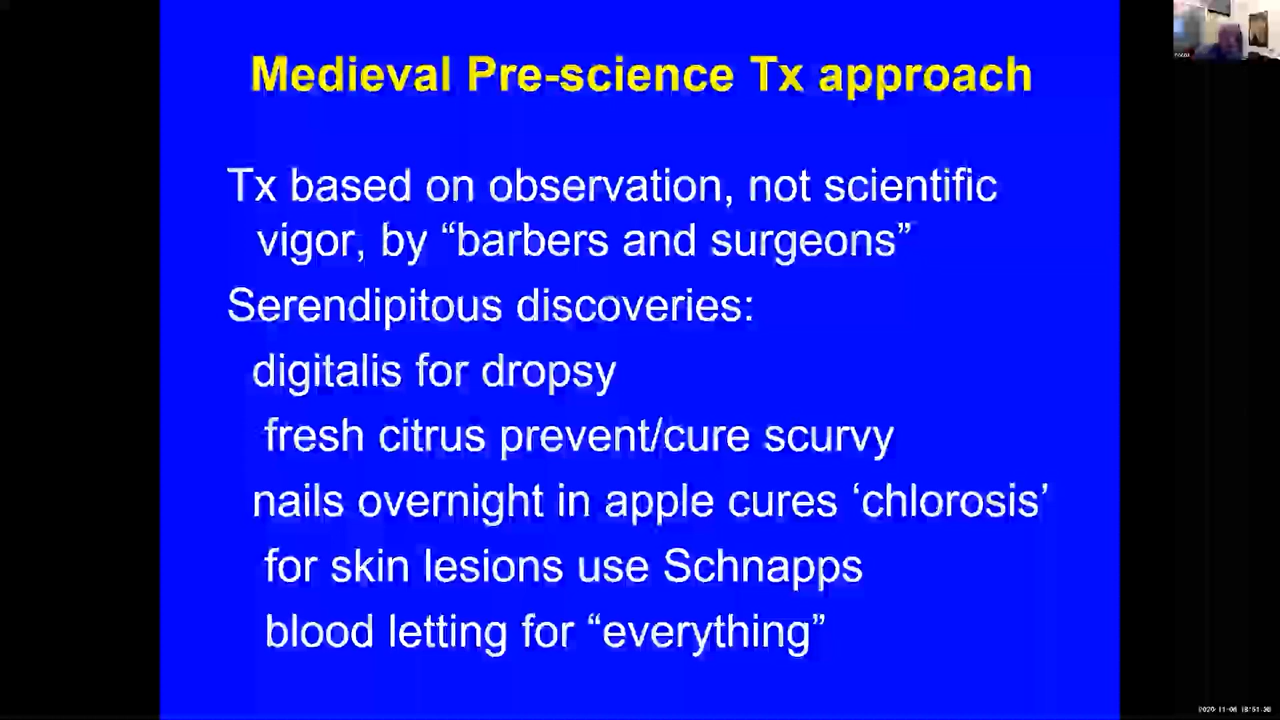 Medieval Pre-science Tx approach
Tx based on observation, not scientific
vigor, by “barbers and surgeons”
Serendipitous discoveries:
digitalis for dropsy
fresh citrus prevent/cure scurvy
nails overnight in apple cures ‘chlorosis’
for skin lesions use Schnapps
blood letting for “everything”